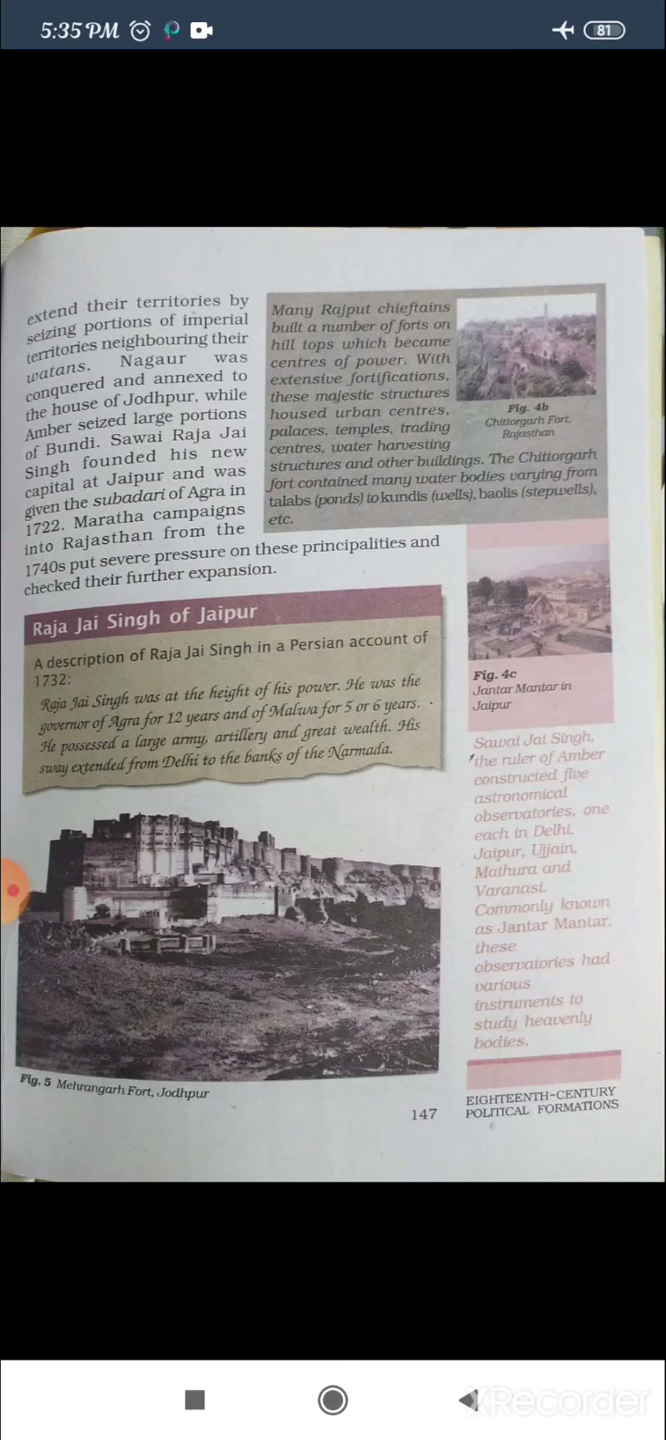 5:35 PM
81
extend their territories by
seizing portions of imperial
territories neighbouring their
watans. Nagaur was
conquered and annexed to
the house of Jodhpur, while
Amber seized large portions
of Bundi. Sawai Raja Jai
Singh founded his new
capital at Jaipur and was
given the subadari of Agra in
1722. Maratha campaigns
into Rajasthan from the
1740s put severe pressure on these principalities and
checked their further expansion.
Many Rajput chieftains
built a number of forts on
hill tops which became
centres of power. With
extensive fortifications,
these majestic structures
housed urban centres,
palaces, temples, trading
centres, water harvesting
structures and other buildings. The Chittorgarh
fort contained many water bodies varying from
talabs (ponds) to kundis (wells), baolis (stepwells),
etc.
Fig. 4b
Chittorgarh Fort,
Rajasthan
Raja Jai Singh of Jaipur
A description of Raja Jai Singh in a Persian account of
1732:
Raja Jai Singh was at the height of his power. He was the
governor of Agra for 12 years and of Malwa for 5 or 6 years.
He possessed a large army, artillery and great wealth. His
sway extended from Delhi to the banks of the Narmada.
Fig. 4c
Jantar Mantar in
Jaipur
Sawai Jai Singh,
the ruler of Amber
constructed five
astronomical
observatories, one
each in Delhi,
Jaipur, Ujjain,
Mathura and
Varanasi.
Commonly known
as Jantar Mantar,
these
observatories had
various
instruments to
study heavenly
bodies.
Fig. 5 Mehrangarh Fort, Jodhpur
147
EIGHTEENTH-CENTURY
POLITICAL FORMATIONS
XRecorder